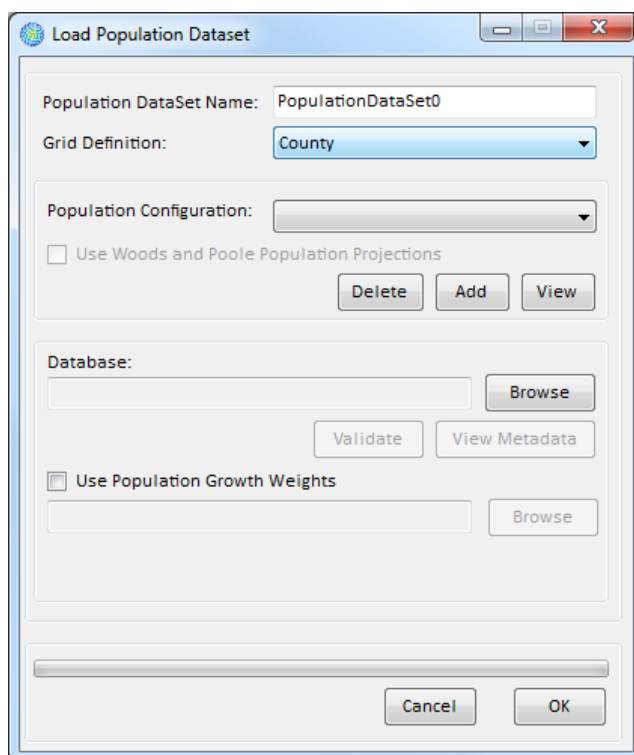 Load Population Dataset
Population DataSet Name: PopulationDataSet0
Grid Definition: County
Population Configuration:
Use Woods and Poole Population Projections
Delete Add View
Database:
Browse
Validate View Metadata
Use Population Growth Weights
Browse
Cancel OK